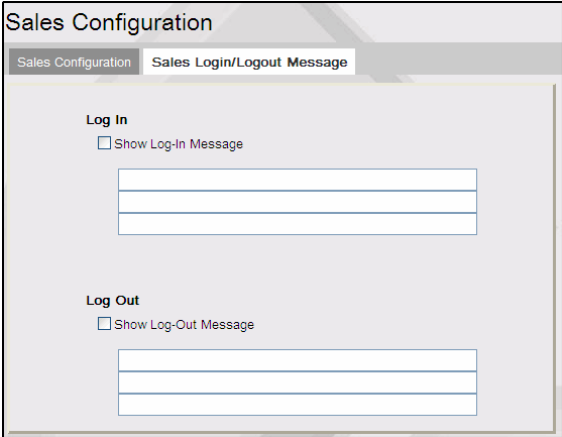 Sales Configuration
Sales Configuration Sales Login/Logout Message
Log In
Show Log-In Message
Log Out
Show Log-Out Message